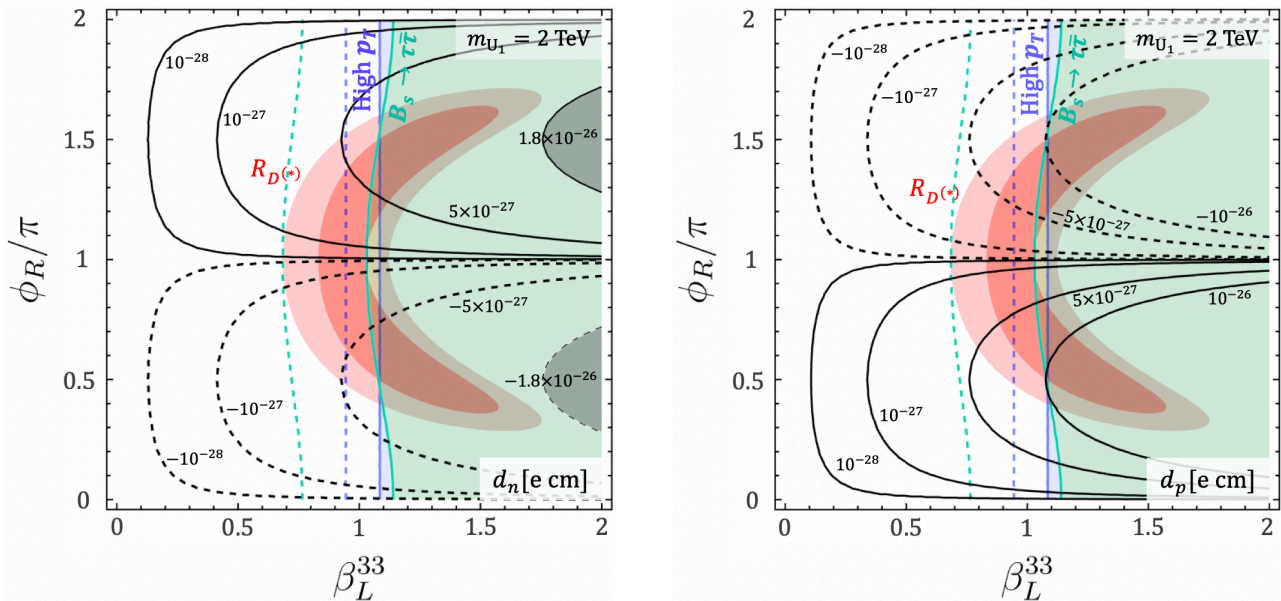 2
m_{U_1} = 2 TeV
10^{-28}
High p_T
B_s → τ̄τ
1.5
10^{-27}
1.8×10^{-26}
R_{D^{(*)}}
5×10^{-27}
ϕ_R/π
1
−5×10^{-27}
0.5
−1.8×10^{-26}
−10^{-27}
−10^{-28}
d_n[e cm]
0
0 0.5 1 1.5 2
β_L^{33}
2
m_{U_1} = 2 TeV
−10^{-28}
High p_T
B_s → τ̄τ
−10^{-27}
1.5
R_{D^{(*)}}
−5×10^{-27}
−10^{-26}
ϕ_R/π
1
5×10^{-27}
10^{-26}
0.5
10^{-27}
10^{-28}
d_p[e cm]
0
0 0.5 1 1.5 2
β_L^{33}